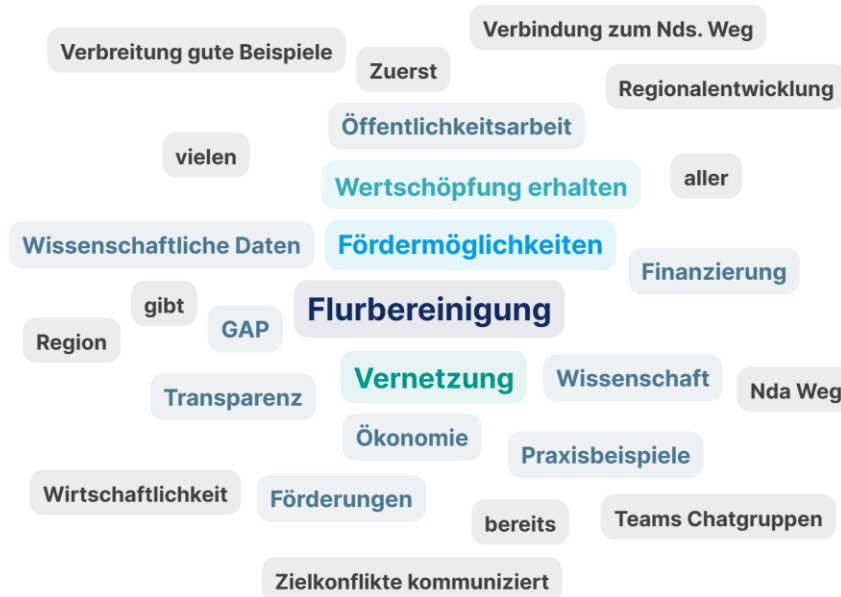 Verbindung zum Nds. Weg
Verbreitung gute Beispiele
Zuerst
Regionalentwicklung
Öffentlichkeitsarbeit
vielen
aller
Wertschöpfung erhalten
Wissenschaftliche Daten
Fördermöglichkeiten
Finanzierung
gibt
Flurbereinigung
GAP
Region
Vernetzung
Wissenschaft
Nda Weg
Transparenz
Ökonomie
Praxisbeispiele
Wirtschaftlichkeit
Förderungen
bereits
Teams Chatgruppen
Zielkonflikte kommuniziert